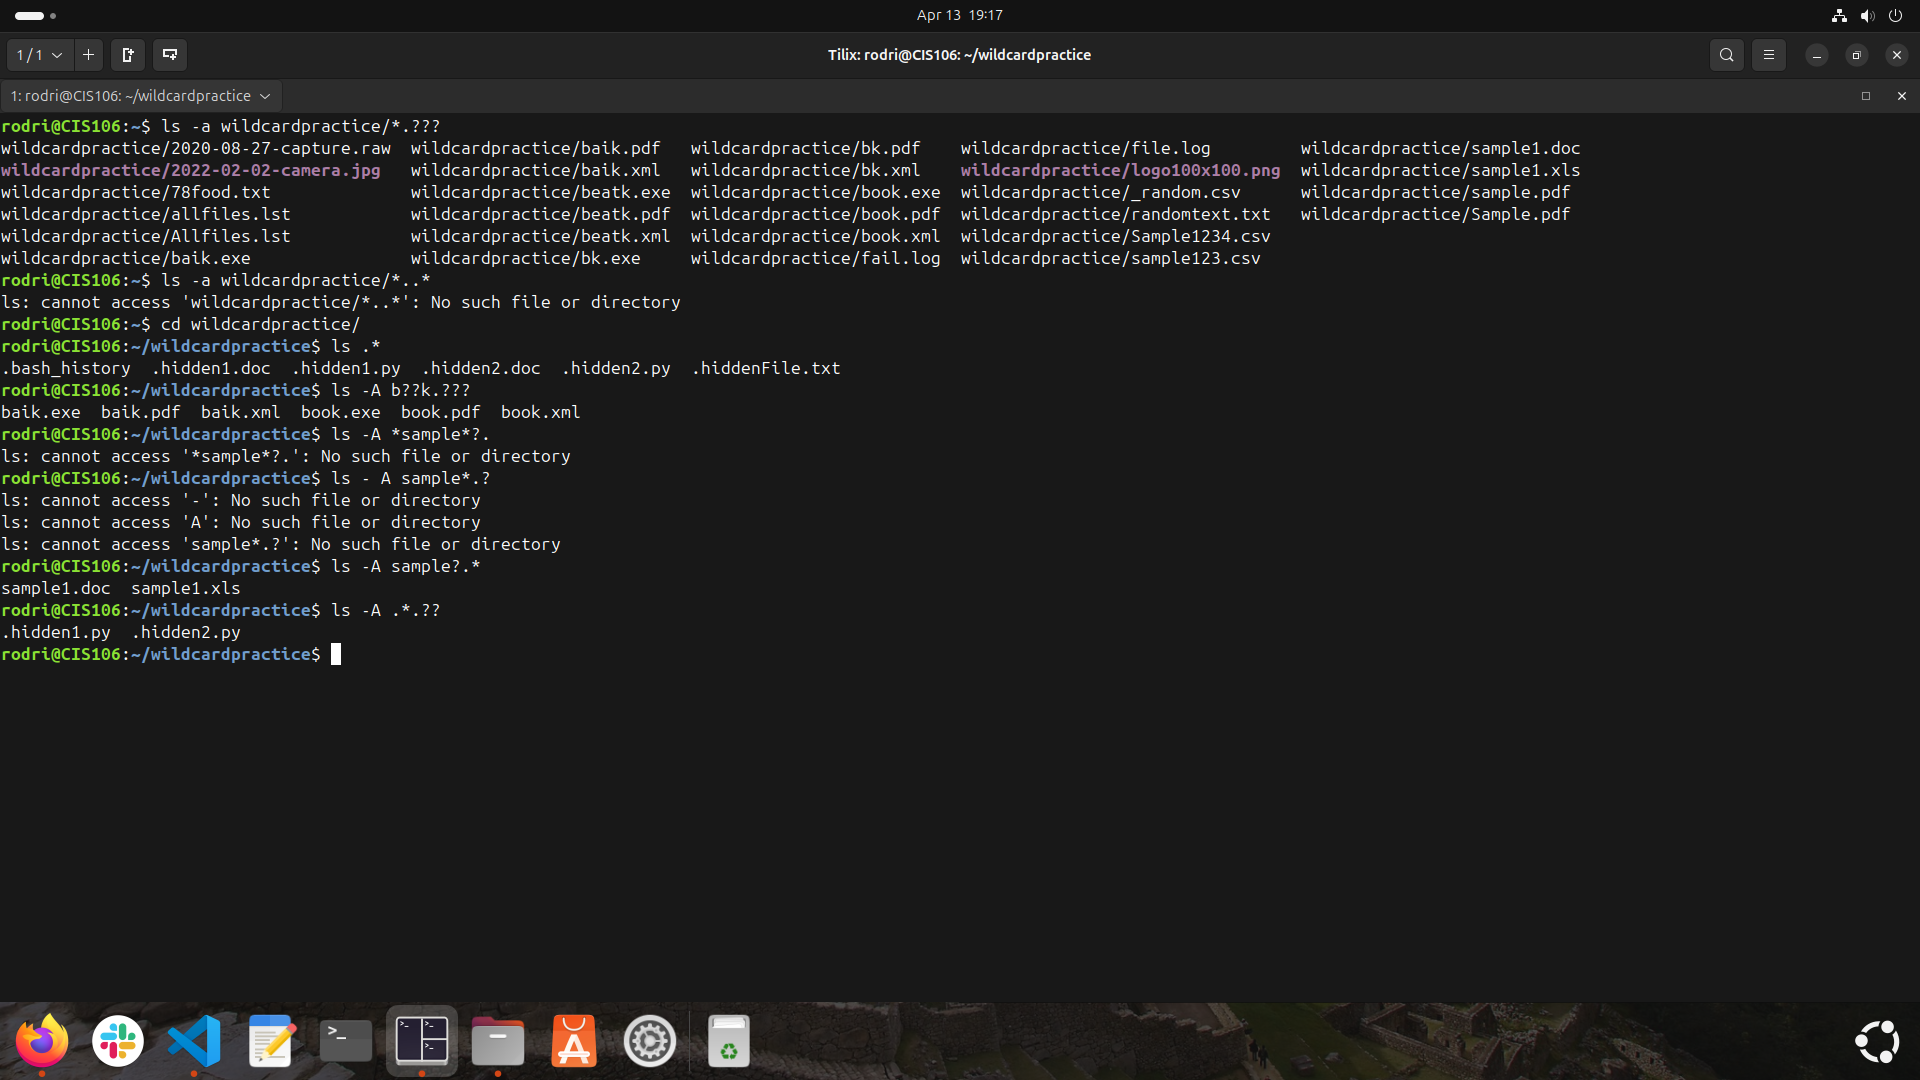 Apr 13 19:17
1 / 1
Tilix: rodri@CIS106: ~/wildcardpractice
1: rodri@CIS106: ~/wildcardpractice
rodri@CIS106:~$ ls -a wildcardpractice/*.???
wildcardpractice/2020-08-27-capture.raw  wildcardpractice/baik.pdf   wildcardpractice/bk.pdf    wildcardpractice/file.log         wildcardpractice/sample1.doc
wildcardpractice/2022-02-02-camera.jpg   wildcardpractice/baik.xml   wildcardpractice/bk.xml    wildcardpractice/logo100x100.png  wildcardpractice/sample1.xls
wildcardpractice/78food.txt              wildcardpractice/beatk.exe  wildcardpractice/book.exe  wildcardpractice/_random.csv      wildcardpractice/sample.pdf
wildcardpractice/allfiles.lst            wildcardpractice/beatk.pdf  wildcardpractice/book.pdf  wildcardpractice/randomtext.txt   wildcardpractice/Sample.pdf
wildcardpractice/Allfiles.lst            wildcardpractice/beatk.xml  wildcardpractice/book.xml  wildcardpractice/Sample1234.csv
wildcardpractice/baik.exe                wildcardpractice/bk.exe     wildcardpractice/fail.log  wildcardpractice/sample123.csv
rodri@CIS106:~$ ls -a wildcardpractice/*..*
ls: cannot access 'wildcardpractice/*..*': No such file or directory
rodri@CIS106:~$ cd wildcardpractice/
rodri@CIS106:~/wildcardpractice$ ls .*
.bash_history  .hidden1.doc  .hidden1.py  .hidden2.doc  .hidden2.py  .hiddenFile.txt
rodri@CIS106:~/wildcardpractice$ ls -A b??k.???
baik.exe  baik.pdf  baik.xml  book.exe  book.pdf  book.xml
rodri@CIS106:~/wildcardpractice$ ls -A *sample*?.
ls: cannot access '*sample*?.': No such file or directory
rodri@CIS106:~/wildcardpractice$ ls - A sample*.?
ls: cannot access '-': No such file or directory
ls: cannot access 'A': No such file or directory
ls: cannot access 'sample*.?': No such file or directory
rodri@CIS106:~/wildcardpractice$ ls -A sample?.*
sample1.doc  sample1.xls
rodri@CIS106:~/wildcardpractice$ ls -A .*.??
.hidden1.py  .hidden2.py
rodri@CIS106:~/wildcardpractice$